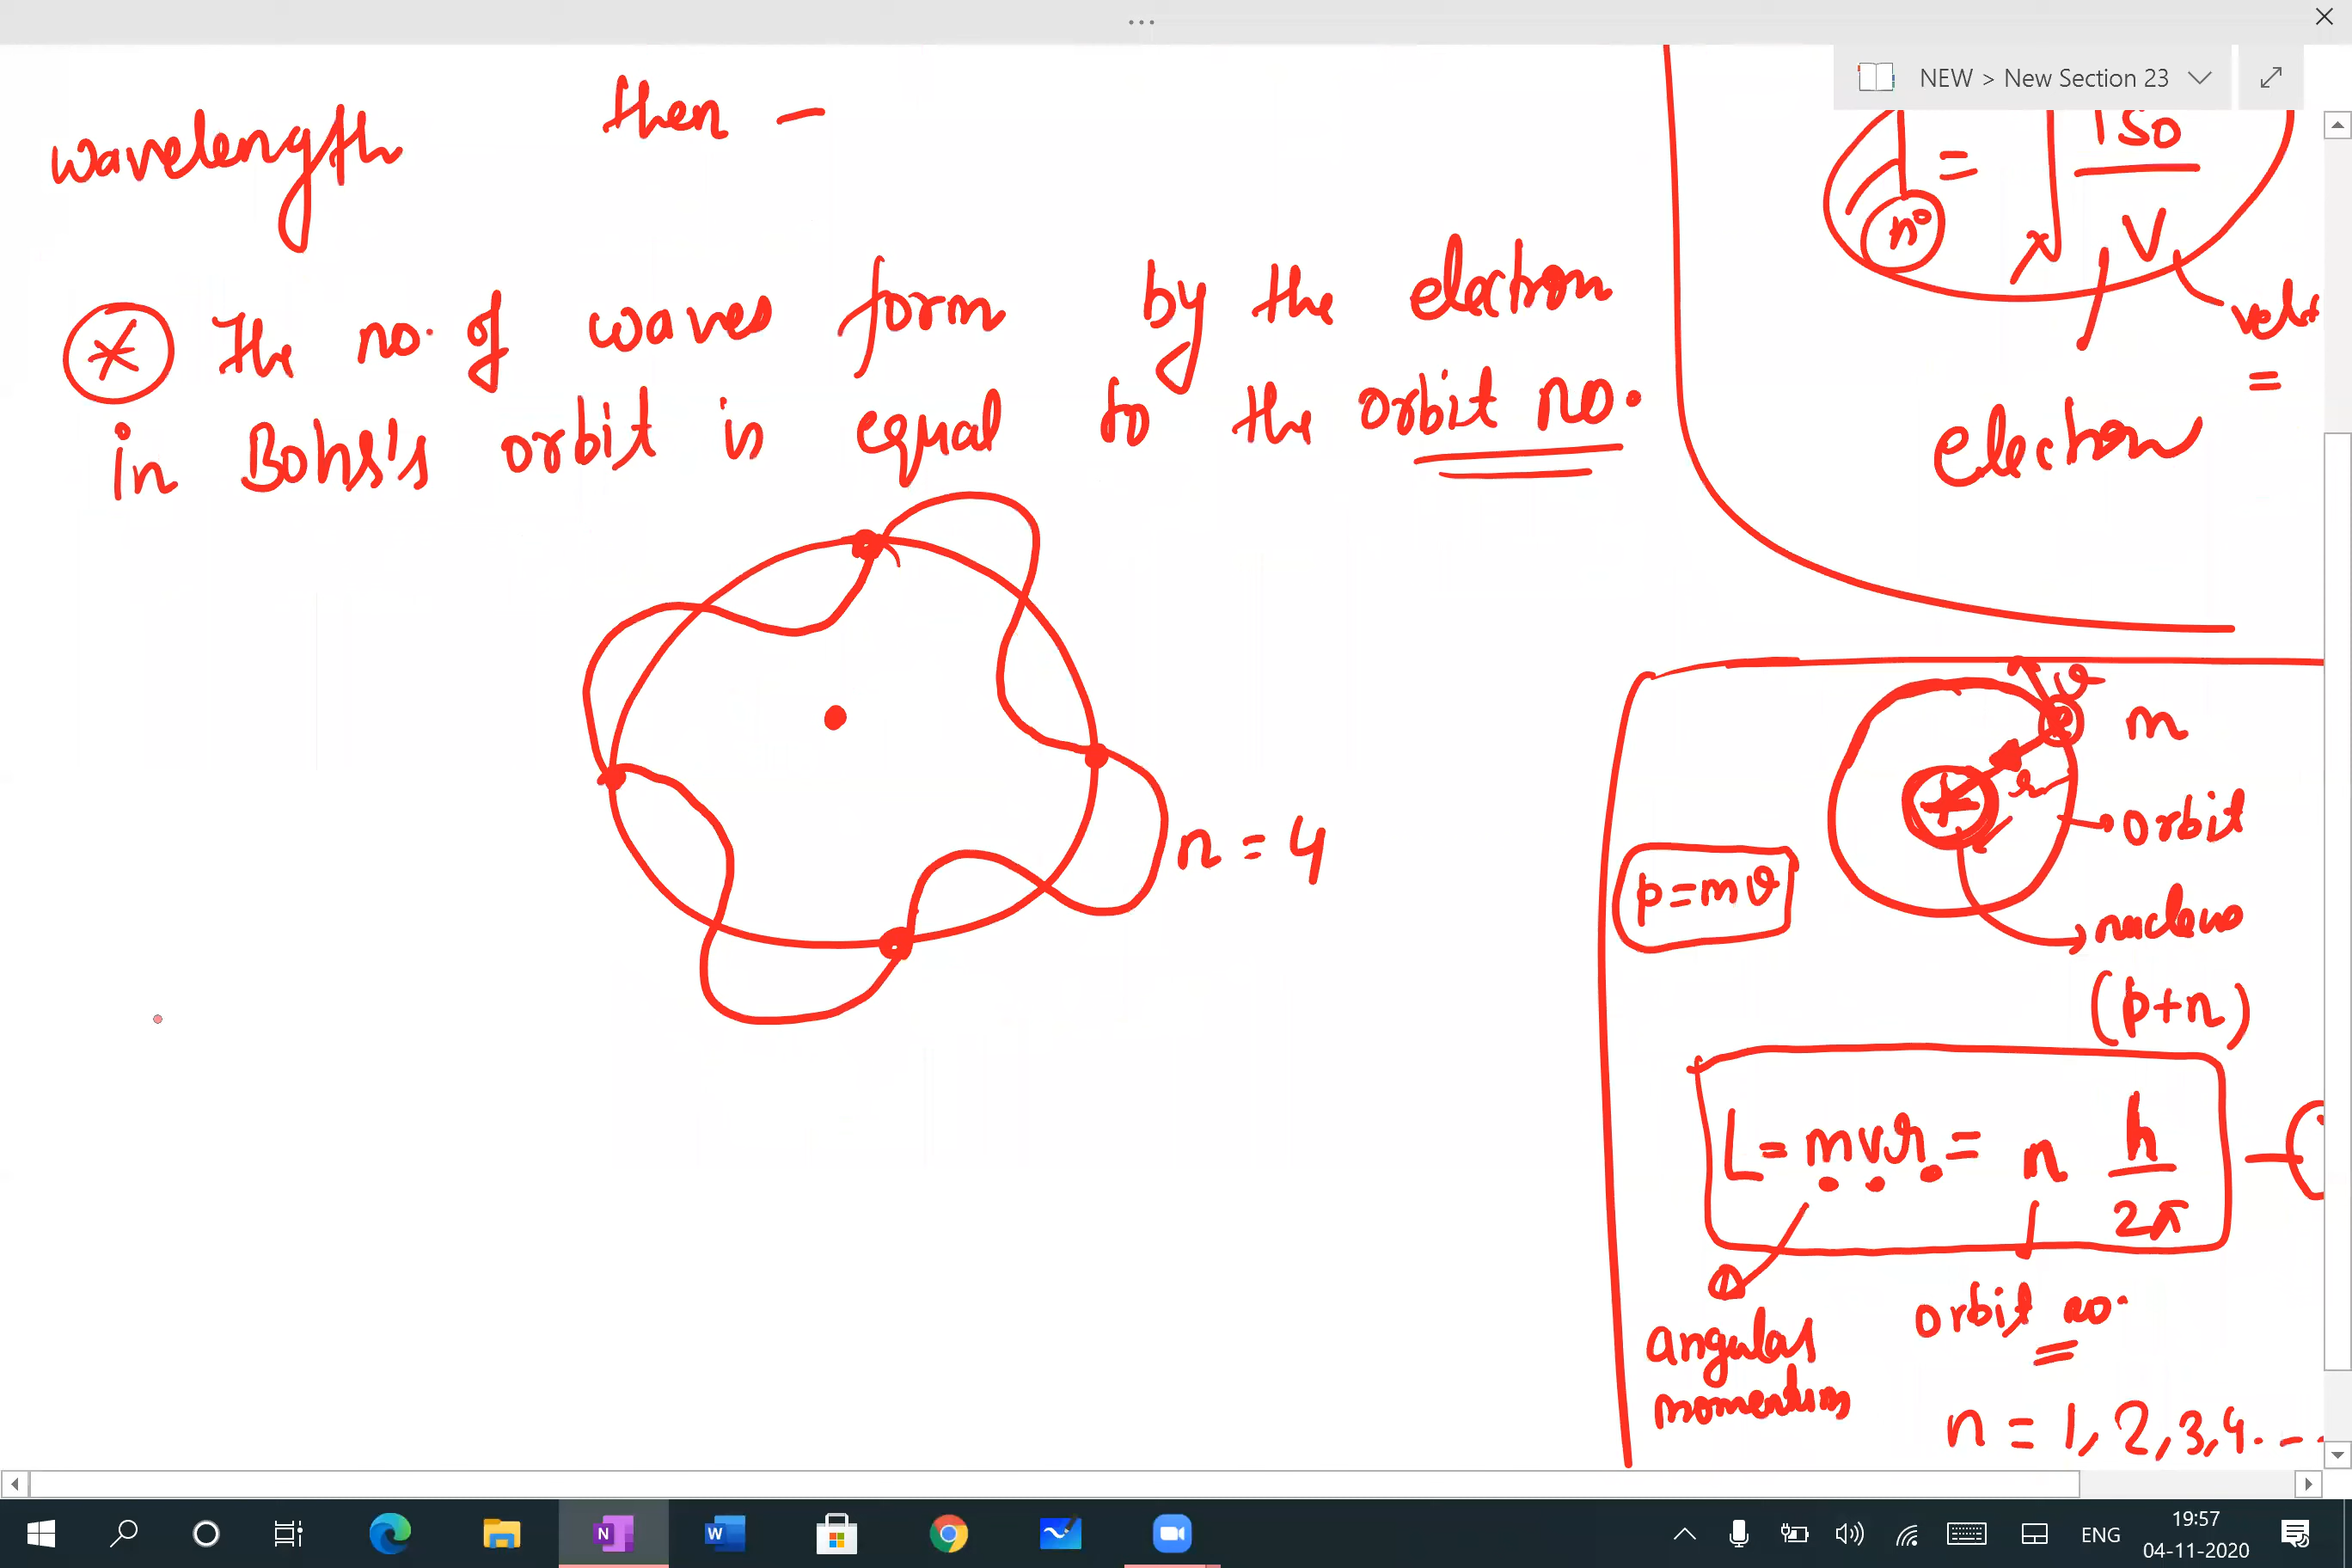 NEW > New Section 23
wavelength then -
The no. of waves form by the electron
in Bohr's orbit is equal to the orbit no.
n = 4
λ = √ 150
V
n°
=
electron
v
m
r
orbit
p = mv
nucleus
(p+n)
L = mvr = n h
2π
angular
momentum
orbit no.
n = 1, 2, 3, 4. ...
ENG
19:57
04-11-2020